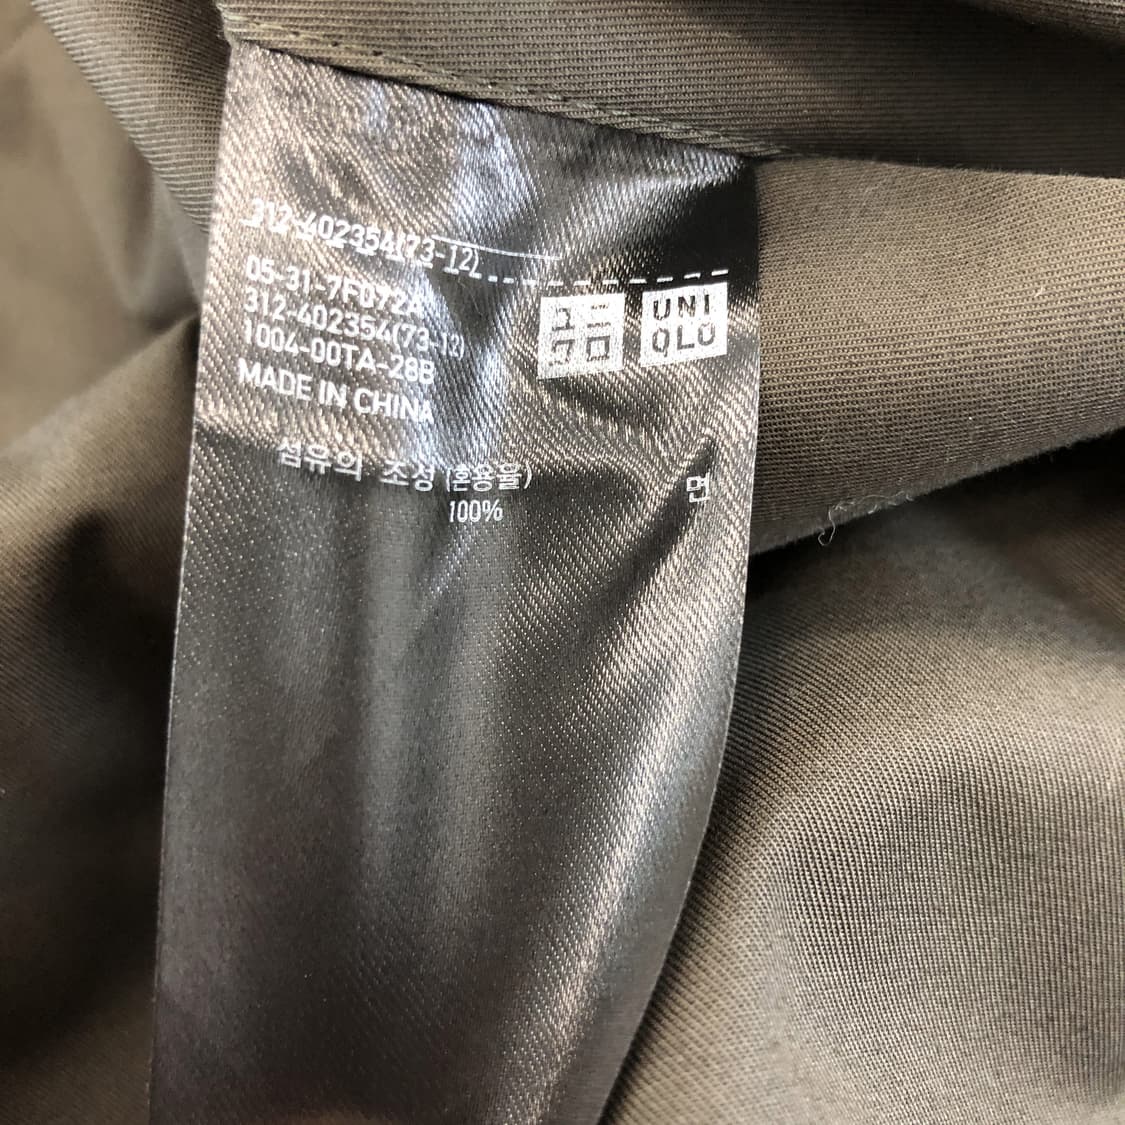 312-402354(73-12)
05-31-7F072A
312-402354(73-12)
1004-00TA-28B
MADE IN CHINA
ユニ
クロ
UNI
QLO
섬유의 조성 (혼용율)
면
100%